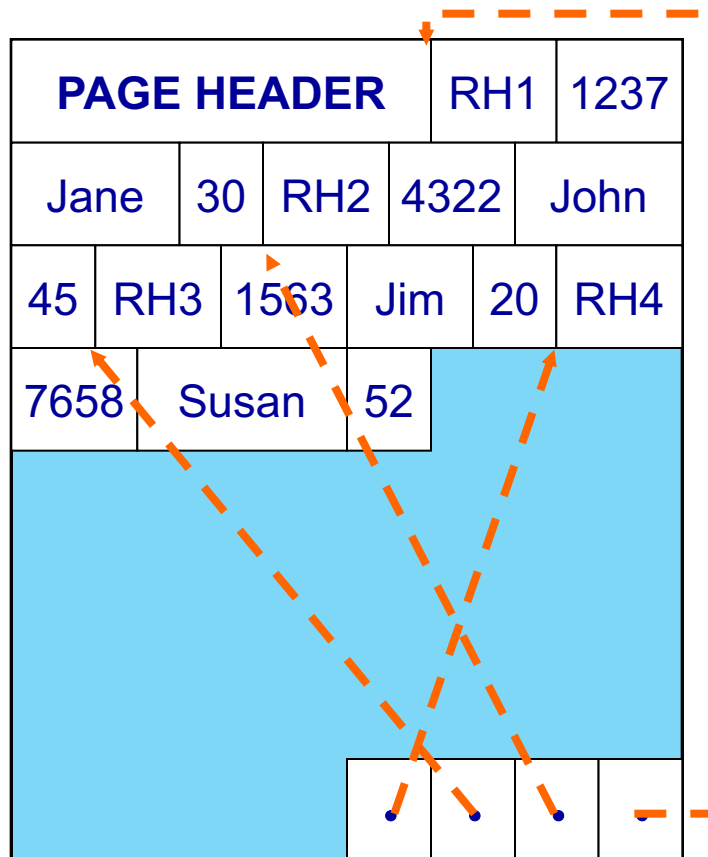 PAGE HEADER RH1 1237
Jane 30 RH2 4322 John
45 RH3 1563 Jim 20 RH4
7658 Susan 52